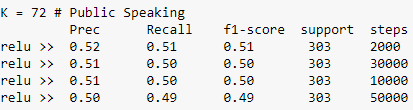 K = 72 # Public Speaking
Prec Recall f1-score support steps
relu >> 0.52 0.51 0.51 303 2000
relu >> 0.51 0.50 0.50 303 30000
relu >> 0.51 0.50 0.50 303 10000
relu >> 0.50 0.49 0.49 303 50000